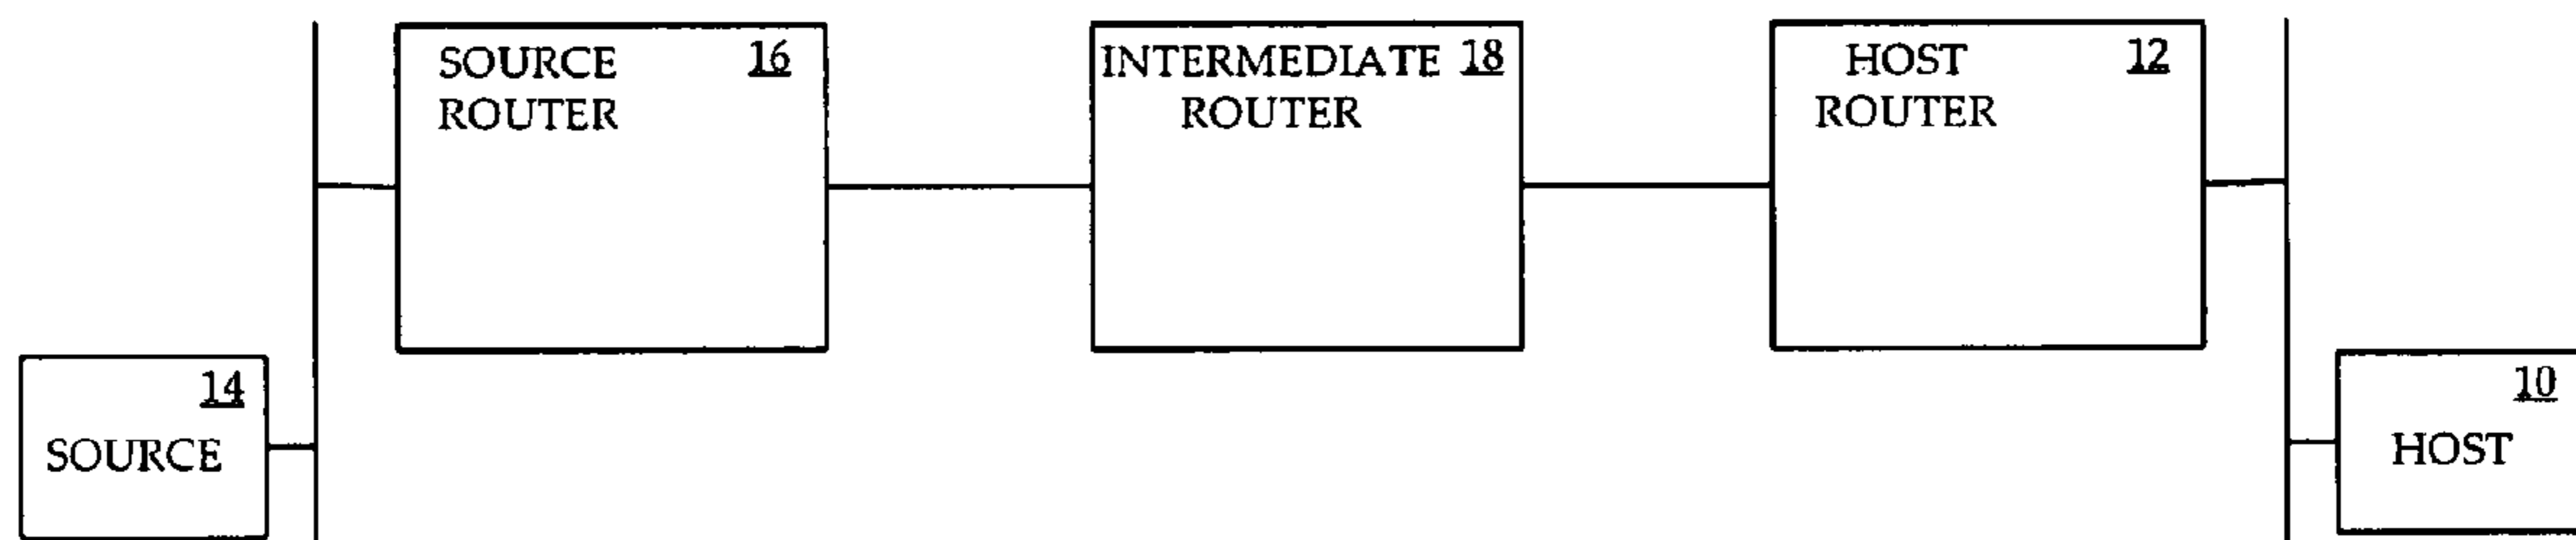 SOURCE 16
ROUTER
INTERMEDIATE 18
ROUTER
HOST 12
ROUTER
14
SOURCE
10
HOST